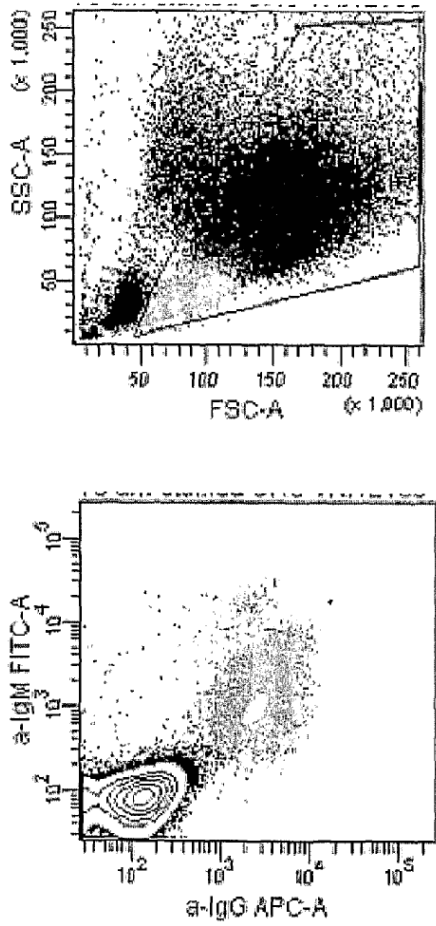 SSC-A (x 1,000)
250
200
150
100
50
50 100 150 200 250
FSC-A (x 1,000)
a-IgM FITC-A
10^5
10^4
10^3
10^2
10^2 10^3 10^4 10^5
a-IgG APC-A